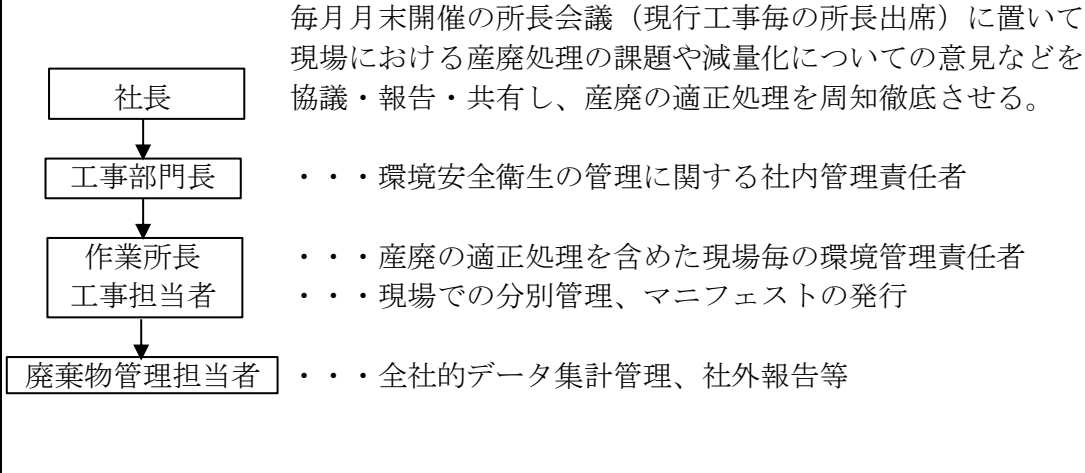 毎月月末開催の所長会議（現行工事毎の所長出席）に置いて
現場における産廃処理の課題や減量化についての意見などを
協議・報告・共有し、産廃の適正処理を周知徹底させる。
社長
工事部門長 ・・・環境安全衛生の管理に関する社内管理責任者
作業所長 ・・・産廃の適正処理を含めた現場毎の環境管理責任者
工事担当者 ・・・現場での分別管理、マニフェストの発行
廃棄物管理担当者 ・・・全社的データ集計管理、社外報告等